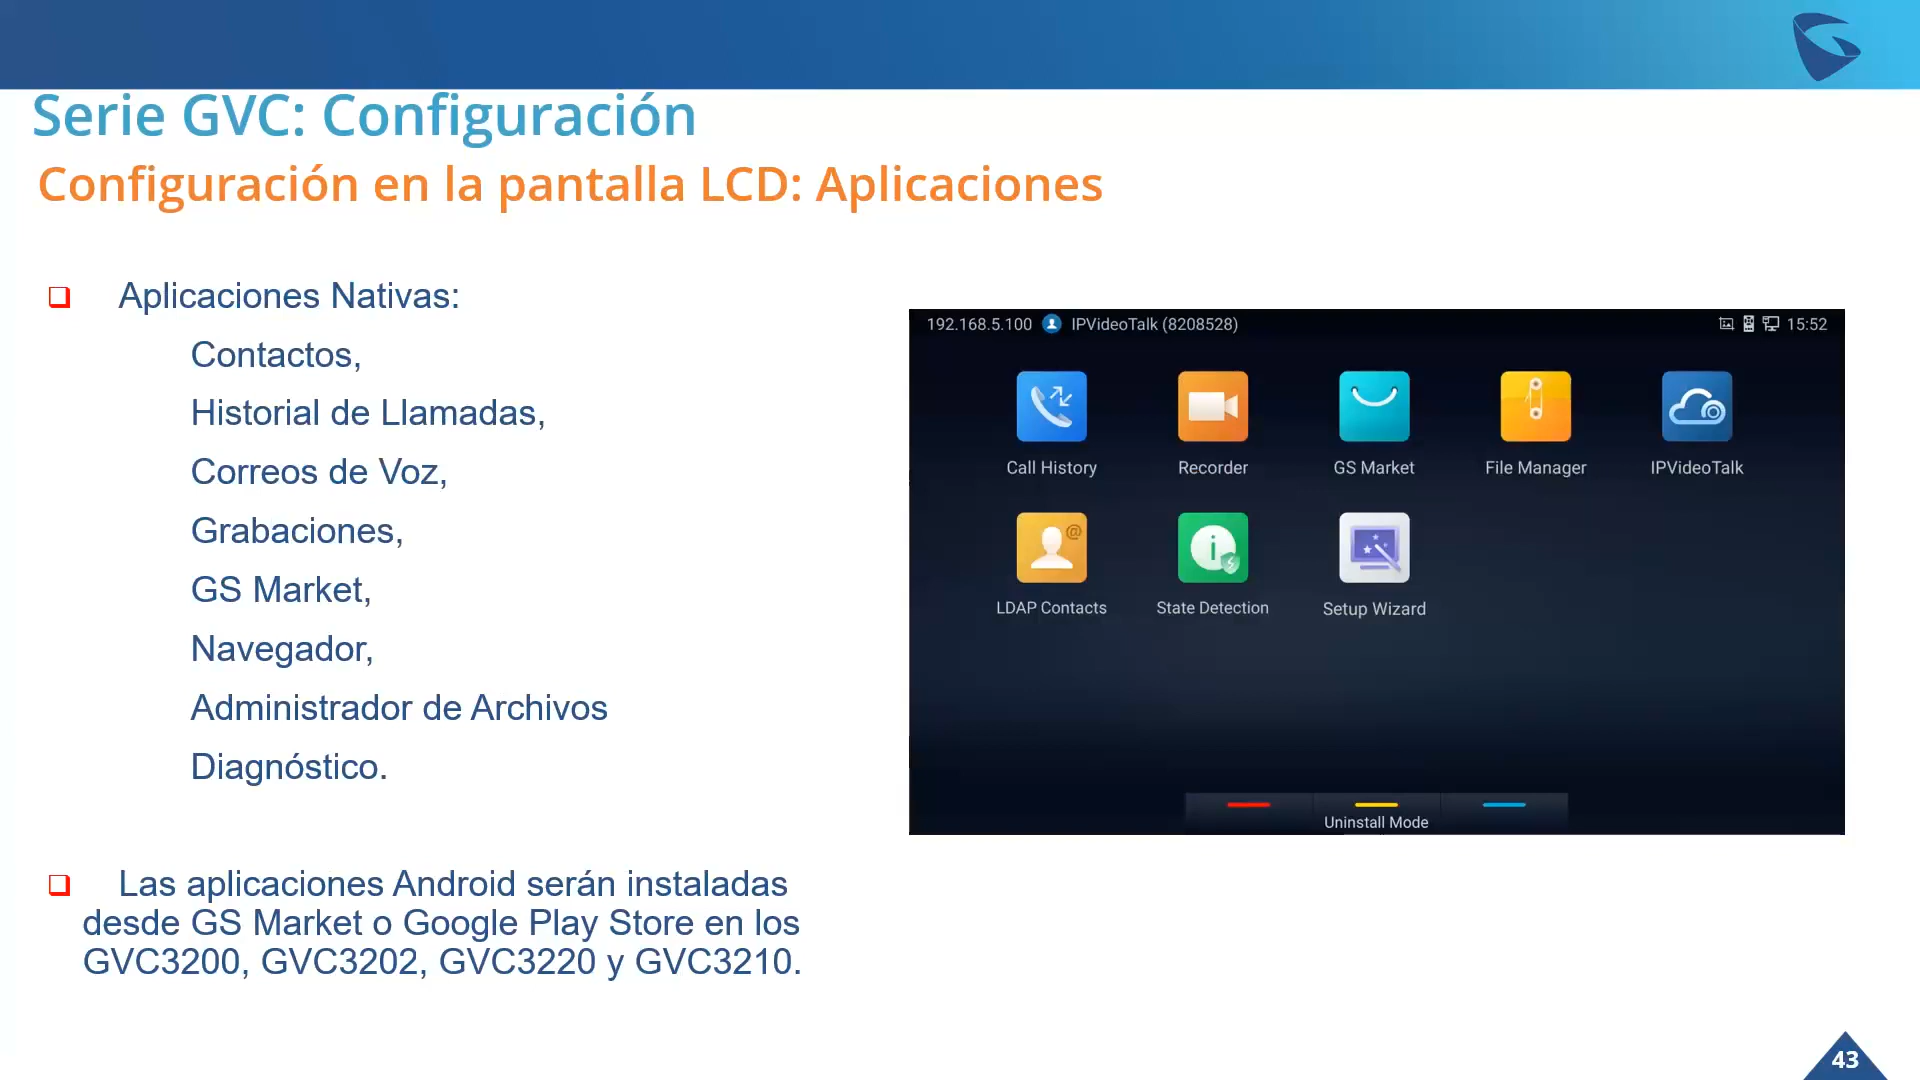 Serie GVC: Configuración
Configuración en la pantalla LCD: Aplicaciones
Aplicaciones Nativas:
Contactos,
Historial de Llamadas,
Correos de Voz,
Grabaciones,
GS Market,
Navegador,
Administrador de Archivos
Diagnóstico.
Las aplicaciones Android serán instaladas
desde GS Market o Google Play Store en los
GVC3200, GVC3202, GVC3220 y GVC3210.
192.168.5.100 IPVideoTalk (8208528) 15:52
Call History Recorder GS Market File Manager IPVideoTalk
LDAP Contacts State Detection Setup Wizard
Uninstall Mode
43